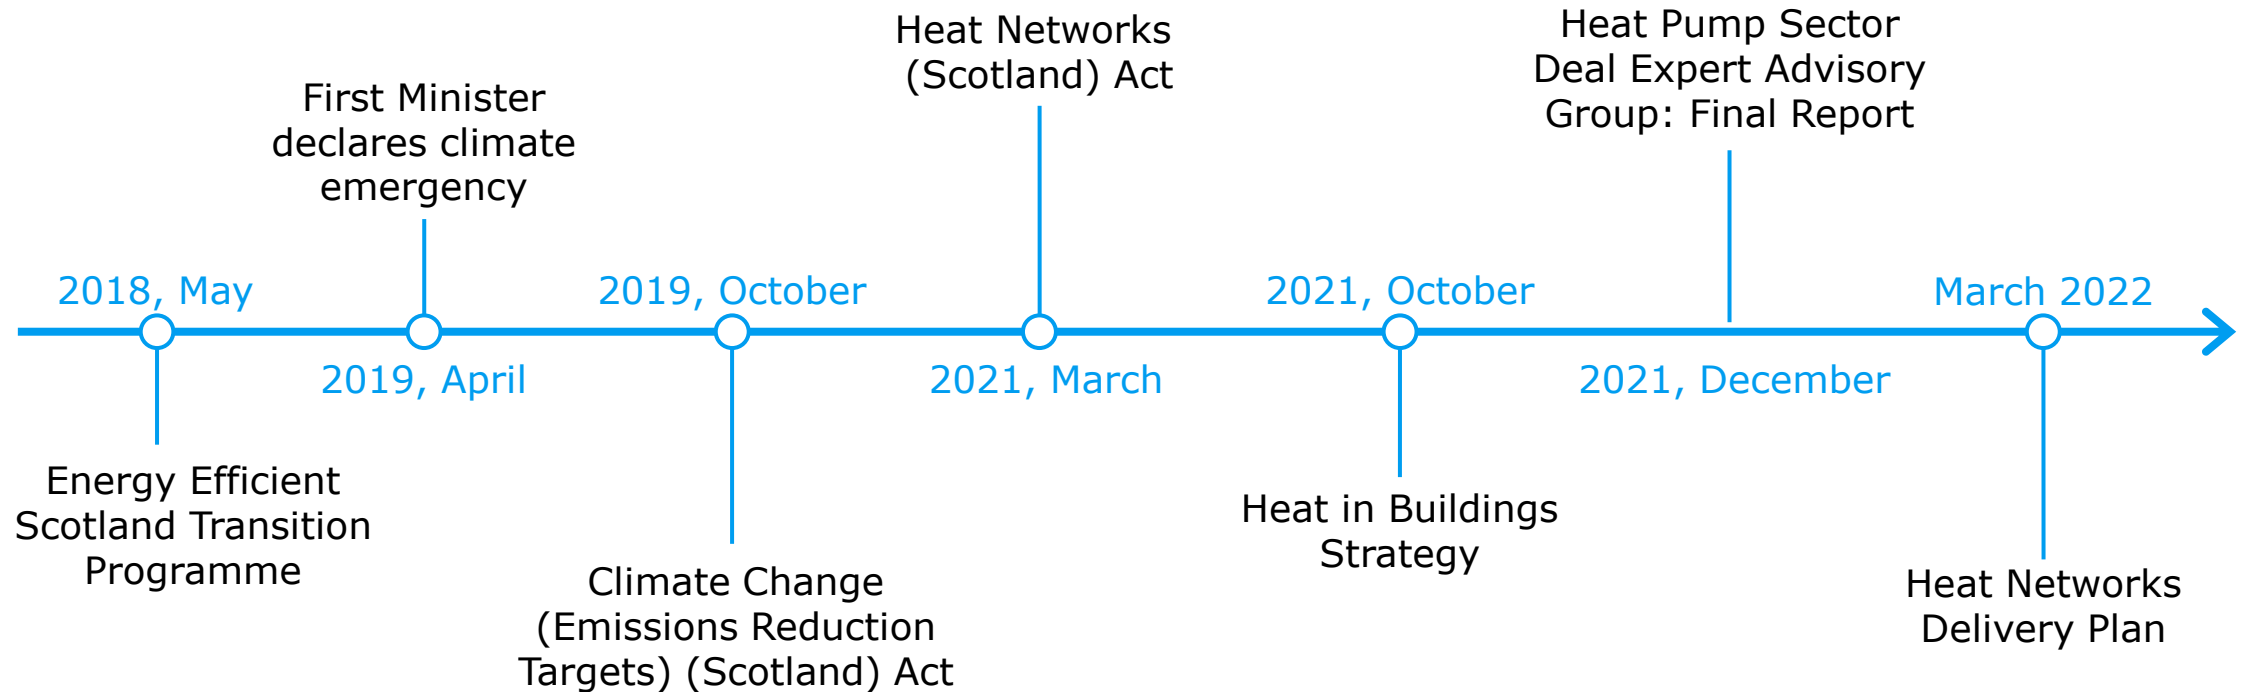 2018, May
Energy Efficient
Scotland Transition
Programme
First Minister
declares climate
emergency
2019, April
2019, October
Climate Change
(Emissions Reduction
Targets) (Scotland) Act
Heat Networks
(Scotland) Act
2021, March
2021, October
Heat in Buildings
Strategy
Heat Pump Sector
Deal Expert Advisory
Group: Final Report
2021, December
March 2022
Heat Networks
Delivery Plan